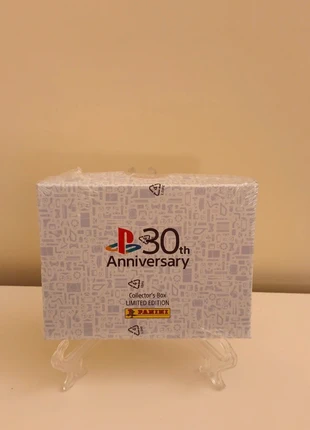 30th
Anniversary
Collector's Box
LIMITED EDITION
PANINI